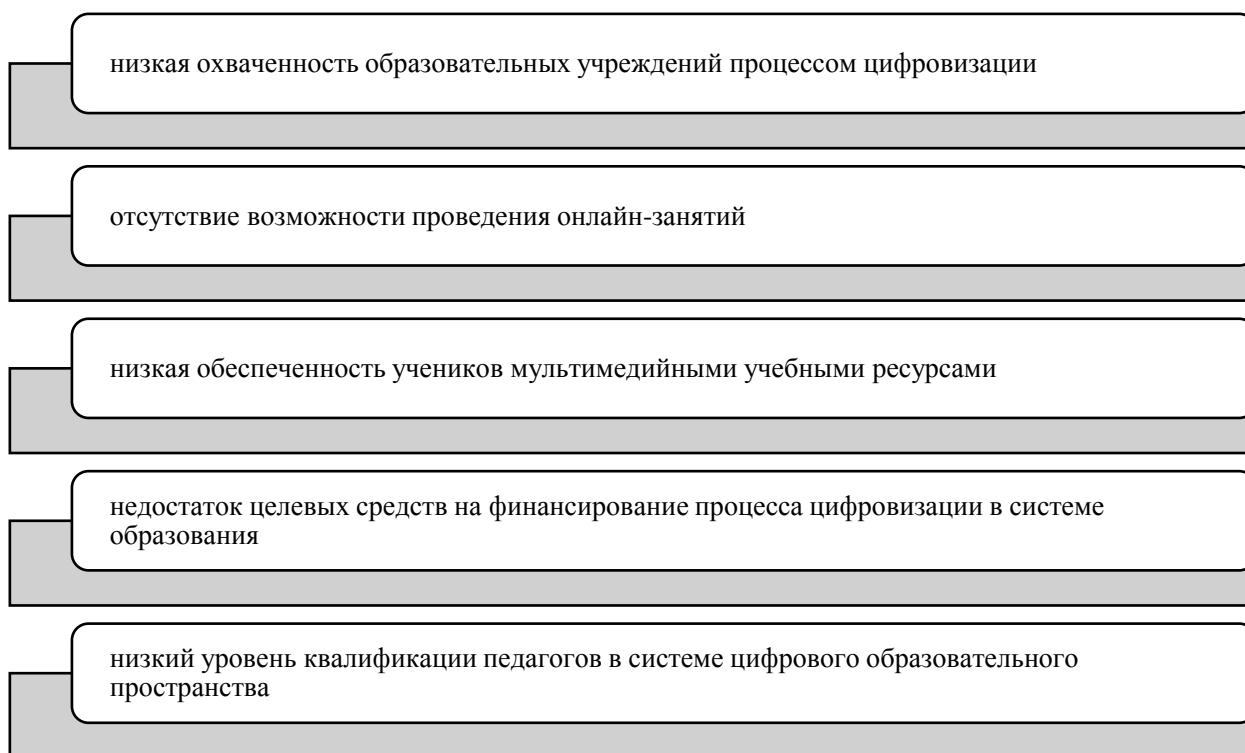 низкая охваченность образовательных учреждений процессом цифровизации
отсутствие возможности проведения онлайн-занятий
низкая обеспеченность учеников мультимедийными учебными ресурсами
недостаток целевых средств на финансирование процесса цифровизации в системе
образования
низкий уровень квалификации педагогов в системе цифрового образовательного
пространства